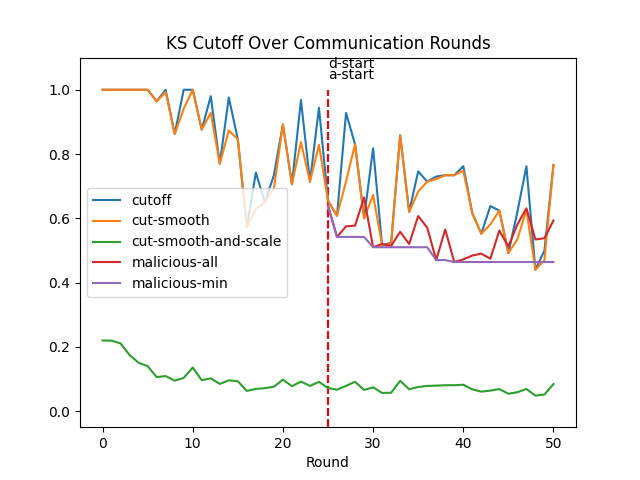 KS Cutoff Over Communication Rounds
d-start
a-start
1.0
0.8
0.6
0.4
0.2
0.0
cutoff
cut-smooth
cut-smooth-and-scale
malicious-all
malicious-min
0 10 20 30 40 50
Round